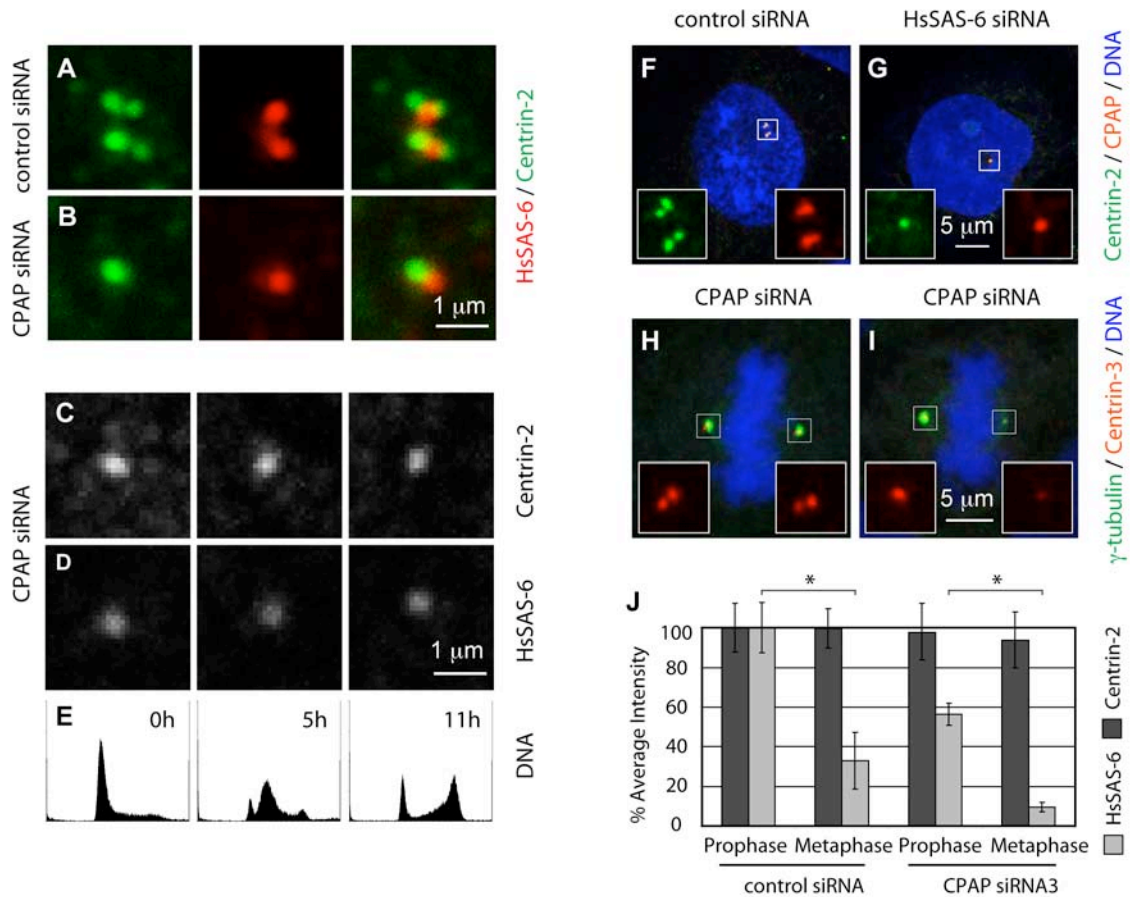 A
control siRNA
B
CPAP siRNA
1 μm
HsSAS-6 / Centrin-2
C
Centrin-2
CPAP siRNA
D
HsSAS-6
1 μm
E
0h
5h
11h
DNA
control siRNA
HsSAS-6 siRNA
F
G
5 μm
Centrin-2 / CPAP / DNA
CPAP siRNA
CPAP siRNA
H
I
5 μm
γ-tubulin / Centrin-3 / DNA
J
*
*
100
80
60
40
20
0
% Average Intensity
Prophase Metaphase Prophase Metaphase
control siRNA
CPAP siRNA3
HsSAS-6
Centrin-2